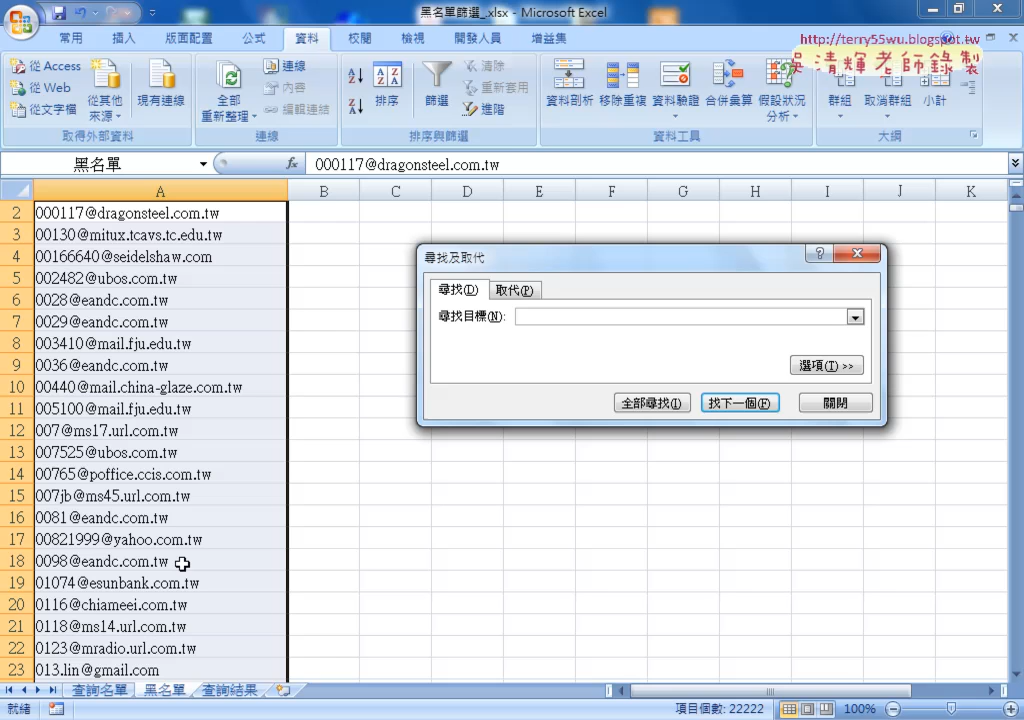 黑名單篩選_.xlsx - Microsoft Excel
常用 插入 版面配置 公式 資料 校閱 檢視 開發人員 增益集
http://terry55wu.blogspot.tw
吳清輝老師錄製
從 Access
從 Web
從文字檔
從其他來源
現有連線
取得外部資料
全部重新整理
連線
內容
編輯連結
連線
排序
篩選
清除
重新套用
進階
排序與篩選
資料剖析 移除重複 資料驗證 合併彙算 假設狀況分析
資料工具
群組 取消群組 小計
大綱
黑名單 fx 000117@dragonsteel.com.tw
A B C D E F G H I J K
2 000117@dragonsteel.com.tw
3 00130@mitux.tcavs.tc.edu.tw
4 00166640@seidelshaw.com
5 002482@ubos.com.tw
6 0028@eandc.com.tw
7 0029@eandc.com.tw
8 003410@mail.fju.edu.tw
9 0036@eandc.com.tw
10 00440@mail.china-glaze.com.tw
11 005100@mail.fju.edu.tw
12 007@ms17.url.com.tw
13 007525@ubos.com.tw
14 00765@poffice.ccis.com.tw
15 007jb@ms45.url.com.tw
16 0081@eandc.com.tw
17 00821999@yahoo.com.tw
18 0098@eandc.com.tw
19 01074@esunbank.com.tw
20 0116@chiameei.com.tw
21 0118@ms14.url.com.tw
22 0123@mradio.url.com.tw
23 013.lin@gmail.com
尋找及取代
尋找(D) 取代(P)
尋找目標(N):
選項(T) >>
全部尋找(I) 找下一個(F) 關閉
查詢名單 黑名單 查詢結果
就緒 項目個數: 22222 100%